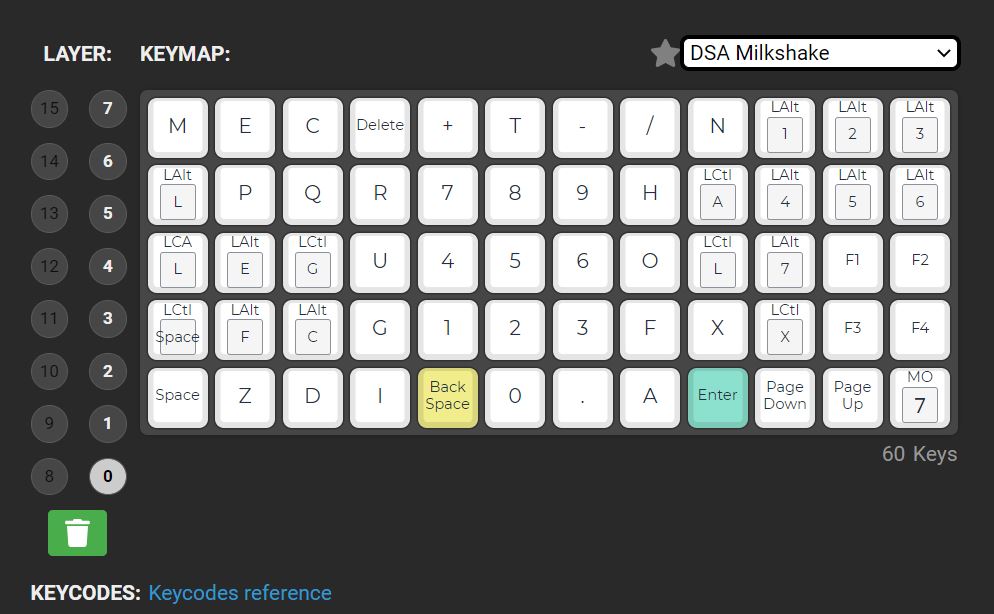 LAYER: KEYMAP: DSA Milkshake
15 7 M E C Delete + T - / N LAlt 1 LAlt 2 LAlt 3
14 6 LAlt L P Q R 7 8 9 H LCtl A LAlt 4 LAlt 5 LAlt 6
13 5
12 4 LCA L LAlt E LCtl G U 4 5 6 O LCtl L LAlt 7 F1 F2
11 3 LCtl Space LAlt F LAlt C G 1 2 3 F X LCtl X F3 F4
10 2 Space Z D I Back Space 0 . A Enter Page Down Page Up MO 7
9 1
60 Keys
8 0
KEYCODES: Keycodes reference